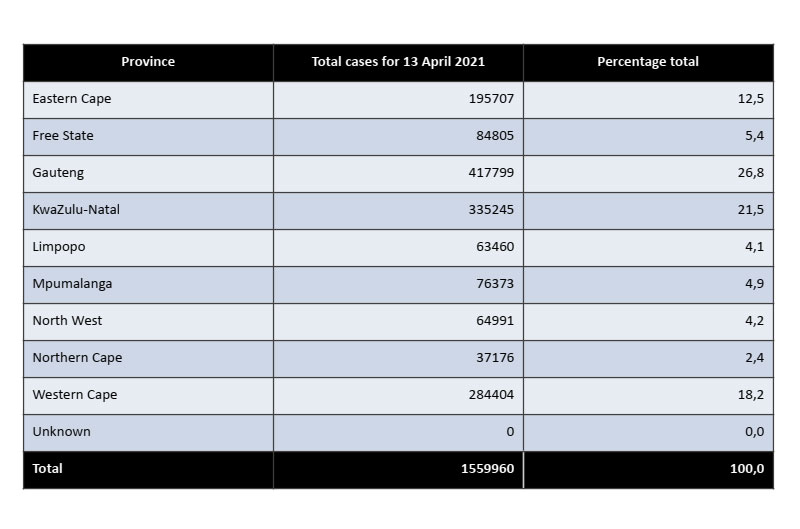 Province Total cases for 13 April 2021 Percentage total
Eastern Cape 195707 12,5
Free State 84805 5,4
Gauteng 417799 26,8
KwaZulu-Natal 335245 21,5
Limpopo 63460 4,1
Mpumalanga 76373 4,9
North West 64991 4,2
Northern Cape 37176 2,4
Western Cape 284404 18,2
Unknown 0 0,0
Total 1559960 100,0